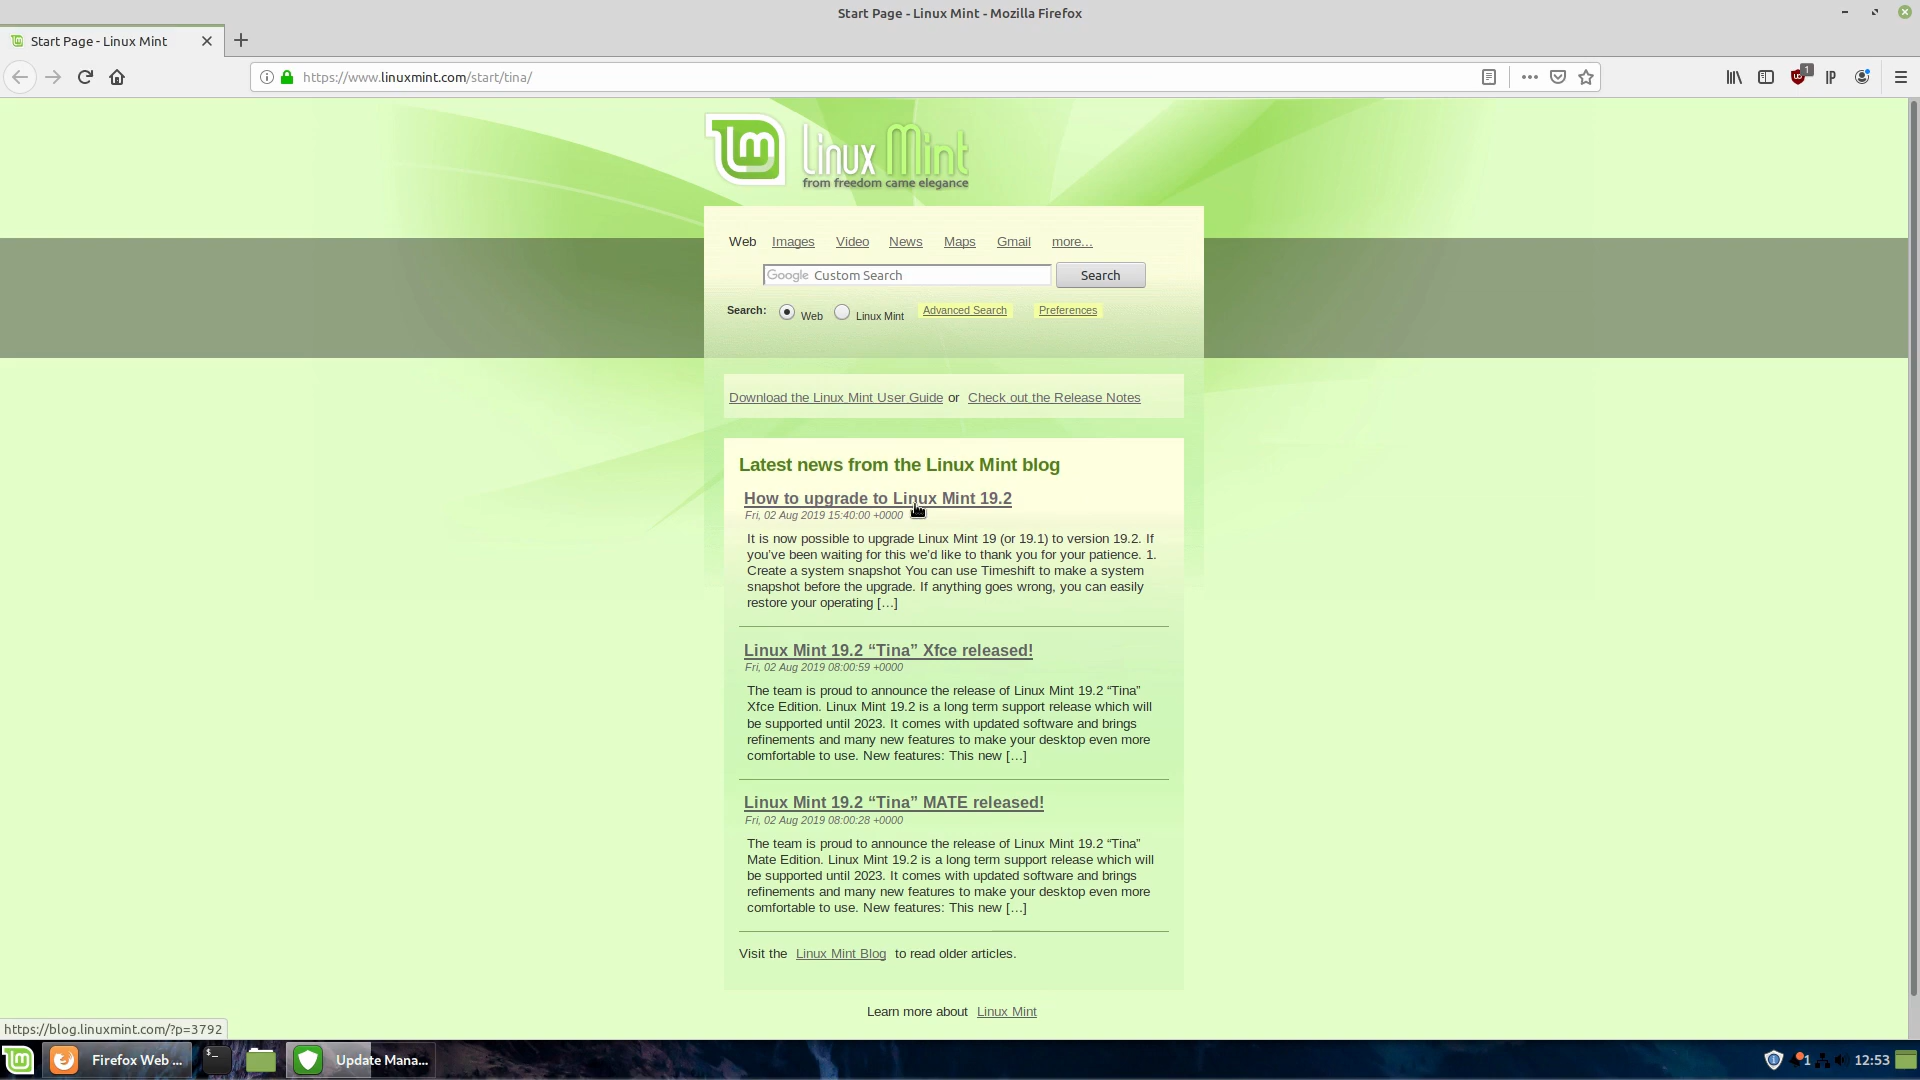 Start Page - Linux Mint - Mozilla Firefox
Start Page - Linux Mint
https://www.linuxmint.com/start/tina/
1
Linux Mint
from freedom came elegance
Web Images Video News Maps Gmail more...
Google Custom Search Search
Search: Web Linux Mint Advanced Search Preferences
Download the Linux Mint User Guide or Check out the Release Notes
Latest news from the Linux Mint blog
How to upgrade to Linux Mint 19.2
Fri, 02 Aug 2019 15:40:00 +0000
It is now possible to upgrade Linux Mint 19 (or 19.1) to version 19.2. If
you’ve been waiting for this we’d like to thank you for your patience. 1.
Create a system snapshot You can use Timeshift to make a system
snapshot before the upgrade. If anything goes wrong, you can easily
restore your operating […]
Linux Mint 19.2 “Tina” Xfce released!
Fri, 02 Aug 2019 08:00:59 +0000
The team is proud to announce the release of Linux Mint 19.2 “Tina”
Xfce Edition. Linux Mint 19.2 is a long term support release which will
be supported until 2023. It comes with updated software and brings
refinements and many new features to make your desktop even more
comfortable to use. New features: This new […]
Linux Mint 19.2 “Tina” MATE released!
Fri, 02 Aug 2019 08:00:28 +0000
The team is proud to announce the release of Linux Mint 19.2 “Tina”
Mate Edition. Linux Mint 19.2 is a long term support release which will
be supported until 2023. It comes with updated software and brings
refinements and many new features to make your desktop even more
comfortable to use. New features: This new […]
Visit the Linux Mint Blog to read older articles.
Learn more about Linux Mint
https://blog.linuxmint.com/?p=3792
Firefox Web ... Update Mana... 1 12:53